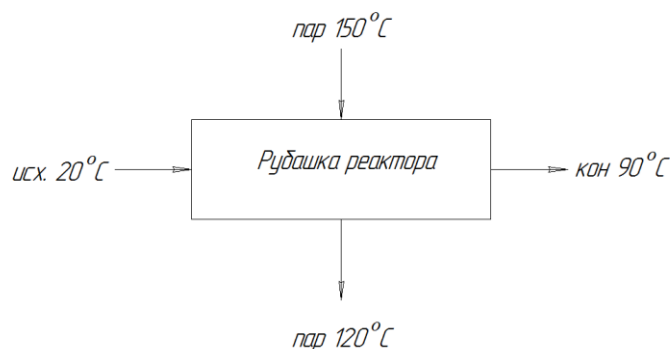 пар 150°С
исх. 20°С
Рубашка реактора
кон 90°С
пар 120°С